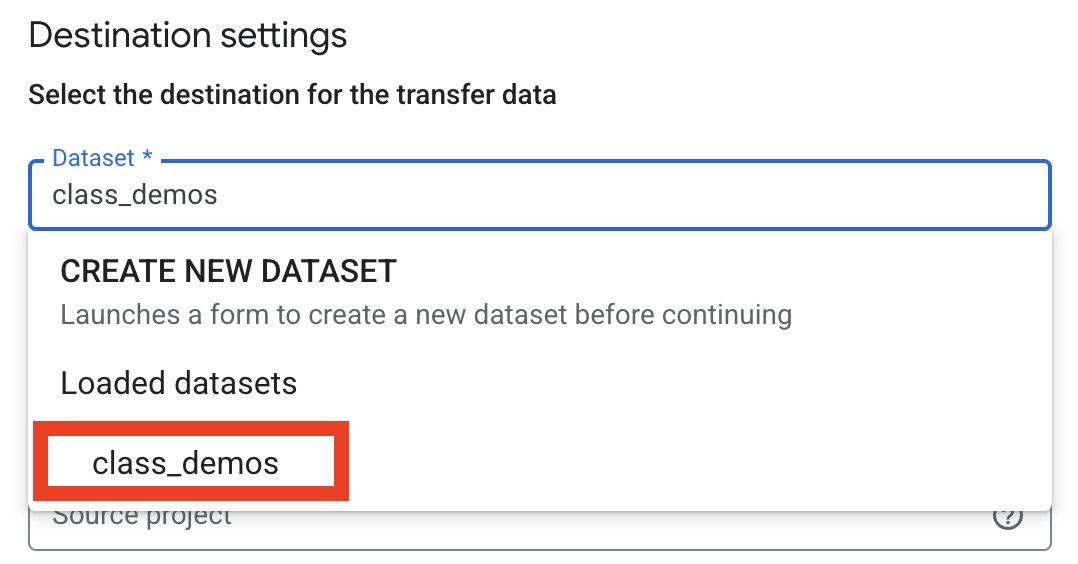 Destination settings
Select the destination for the transfer data
Dataset *
class_demos
CREATE NEW DATASET
Launches a form to create a new dataset before continuing
Loaded datasets
class_demos
Source project